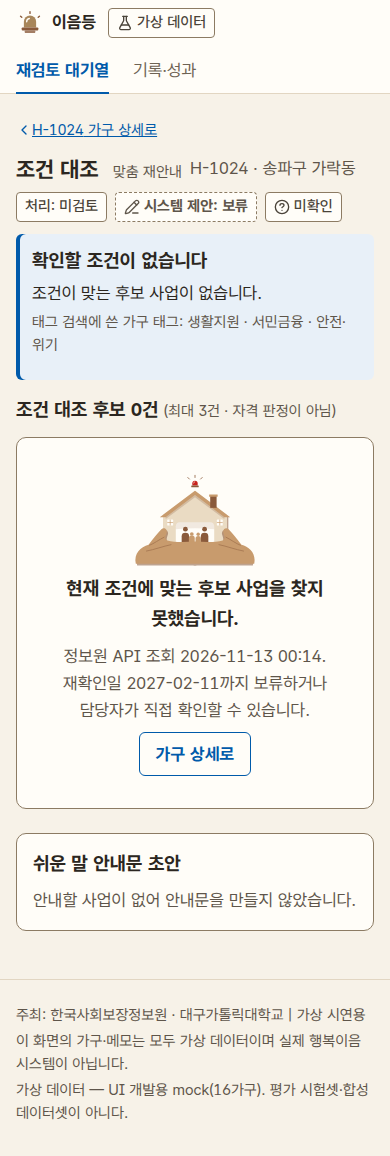 이음등 가상 데이터
재검토 대기열 기록·성과
H-1024 가구 상세로
조건 대조 맞춤 재안내 H-1024 · 송파구 가락동
처리: 미검토 시스템 제안: 보류 미확인
확인할 조건이 없습니다
조건이 맞는 후보 사업이 없습니다.
태그 검색에 쓴 가구 태그: 생활지원 · 서민금융 · 안전·
위기
조건 대조 후보 0건 (최대 3건 · 자격 판정이 아님)
현재 조건에 맞는 후보 사업을 찾지
못했습니다.
정보원 API 조회 2026-11-13 00:14.
재확인일 2027-02-11까지 보류하거나
담당자가 직접 확인할 수 있습니다.
가구 상세로
쉬운 말 안내문 초안
안내할 사업이 없어 안내문을 만들지 않았습니다.
주최: 한국사회보장정보원 · 대구가톨릭대학교 | 가상 시연용
이 화면의 가구·메모는 모두 가상 데이터이며 실제 행복이음
시스템이 아닙니다.
가상 데이터 — UI 개발용 mock(16가구). 평가 시험셋·합성
데이터셋이 아니다.